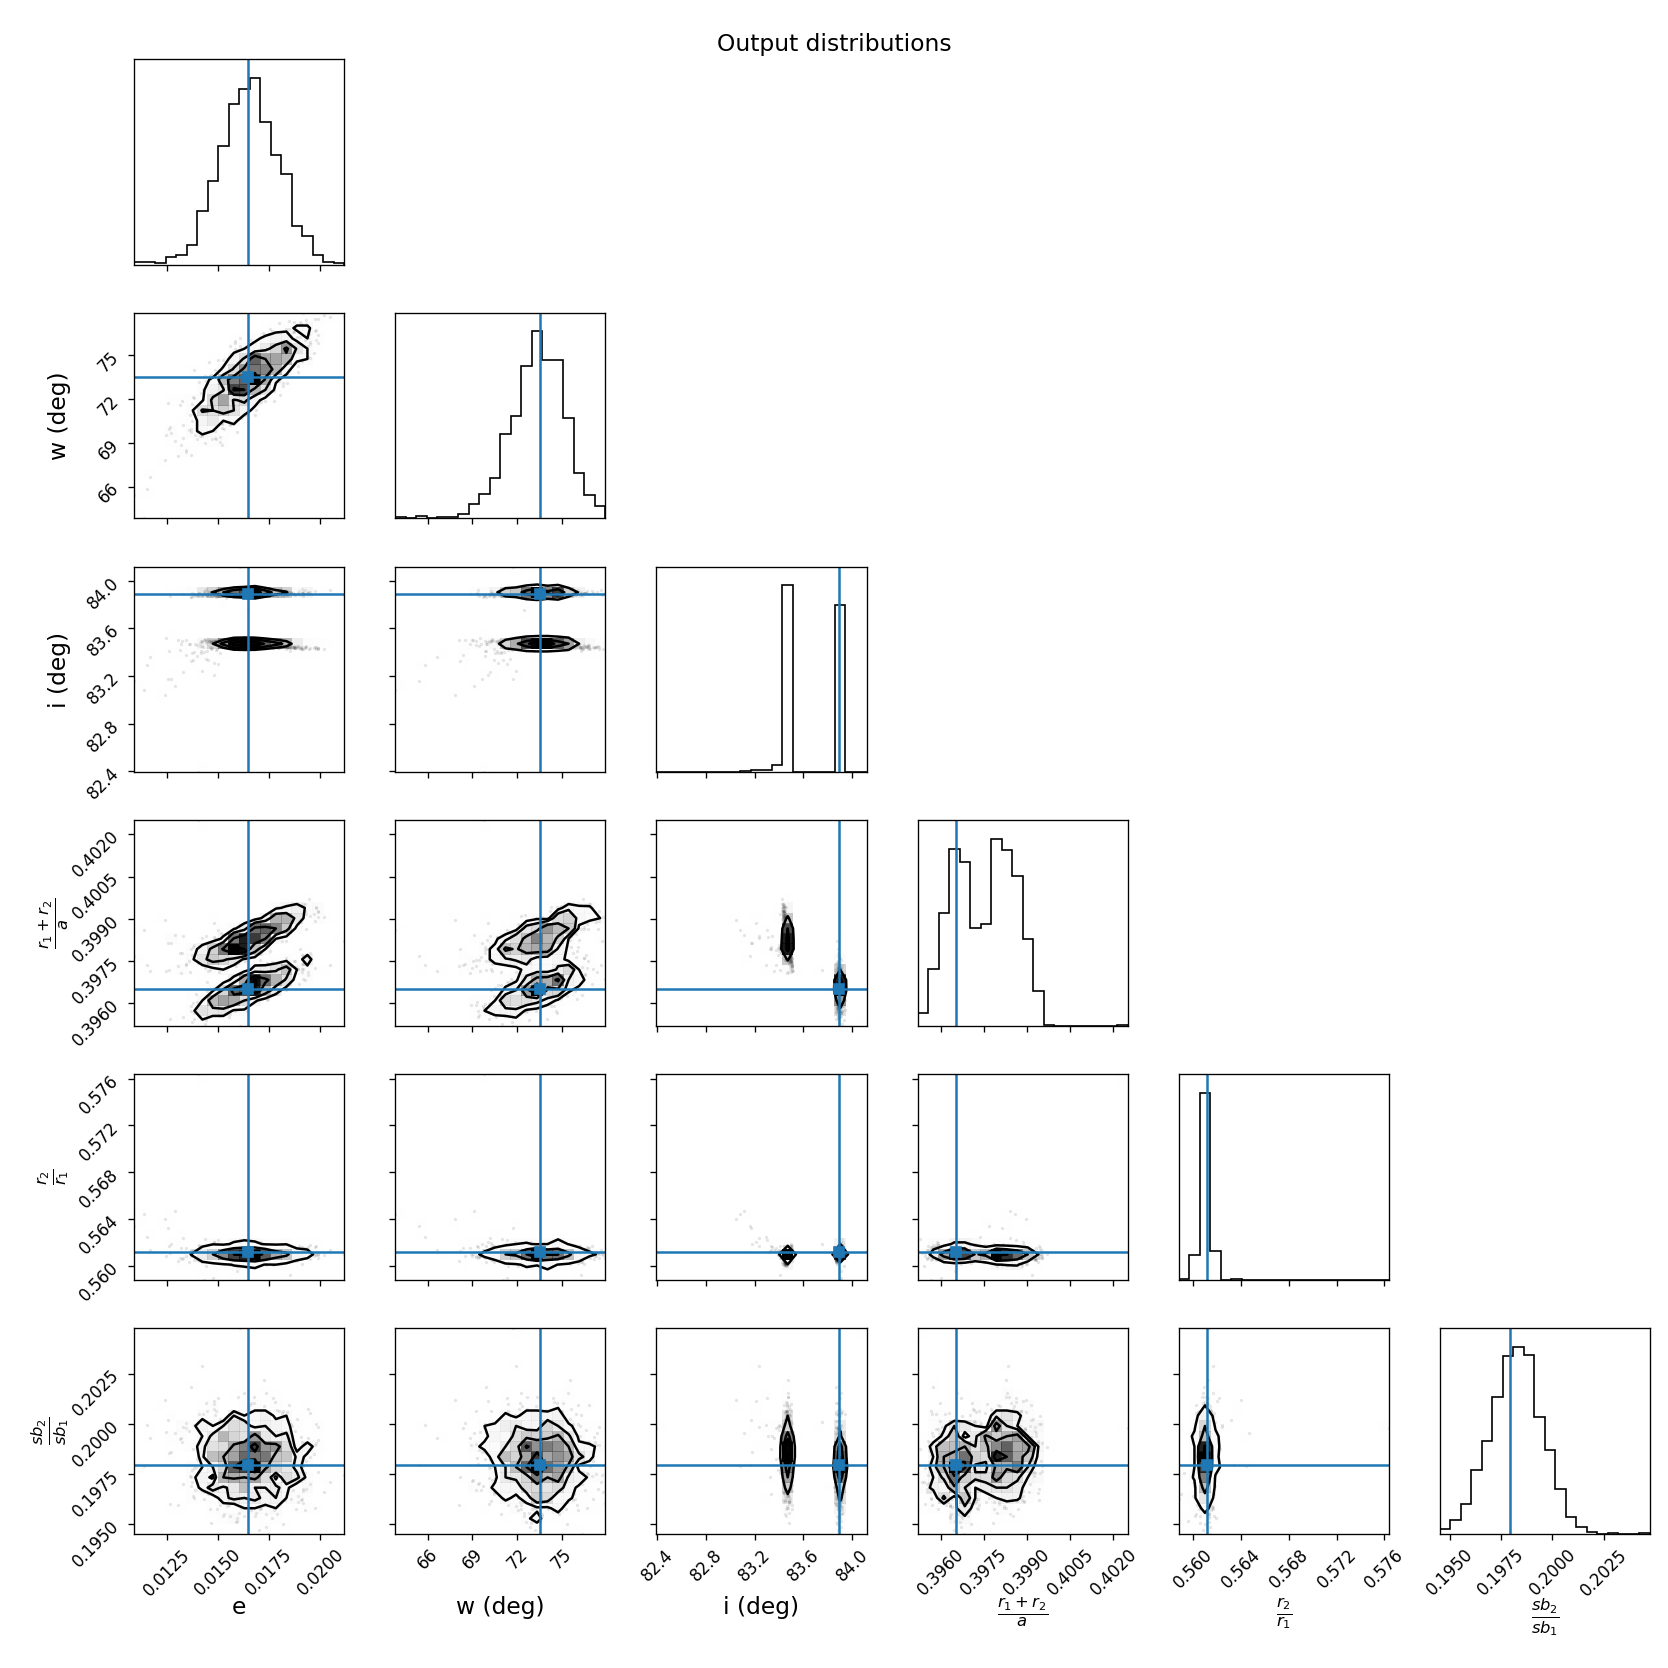 Output distributions
w (deg)
75
72
69
66
i (deg)
84.0
83.6
83.2
82.8
82.4
r₁ + r₂
a
0.4020
0.4005
0.3990
0.3975
0.3960
r₂
r₁
0.576
0.572
0.568
0.564
0.560
sb₂
sb₁
0.2025
0.2000
0.1975
0.1950
0.0125 0.0150 0.0175 0.0200 66 69 72 75 82.4 82.8 83.2 83.6 84.0 0.3960 0.3975 0.3990 0.4005 0.4020 0.560 0.564 0.568 0.572 0.576 0.1950 0.1975 0.2000 0.2025
e w (deg) i (deg) r₁ + r₂ r₂ sb₂
a r₁ sb₁